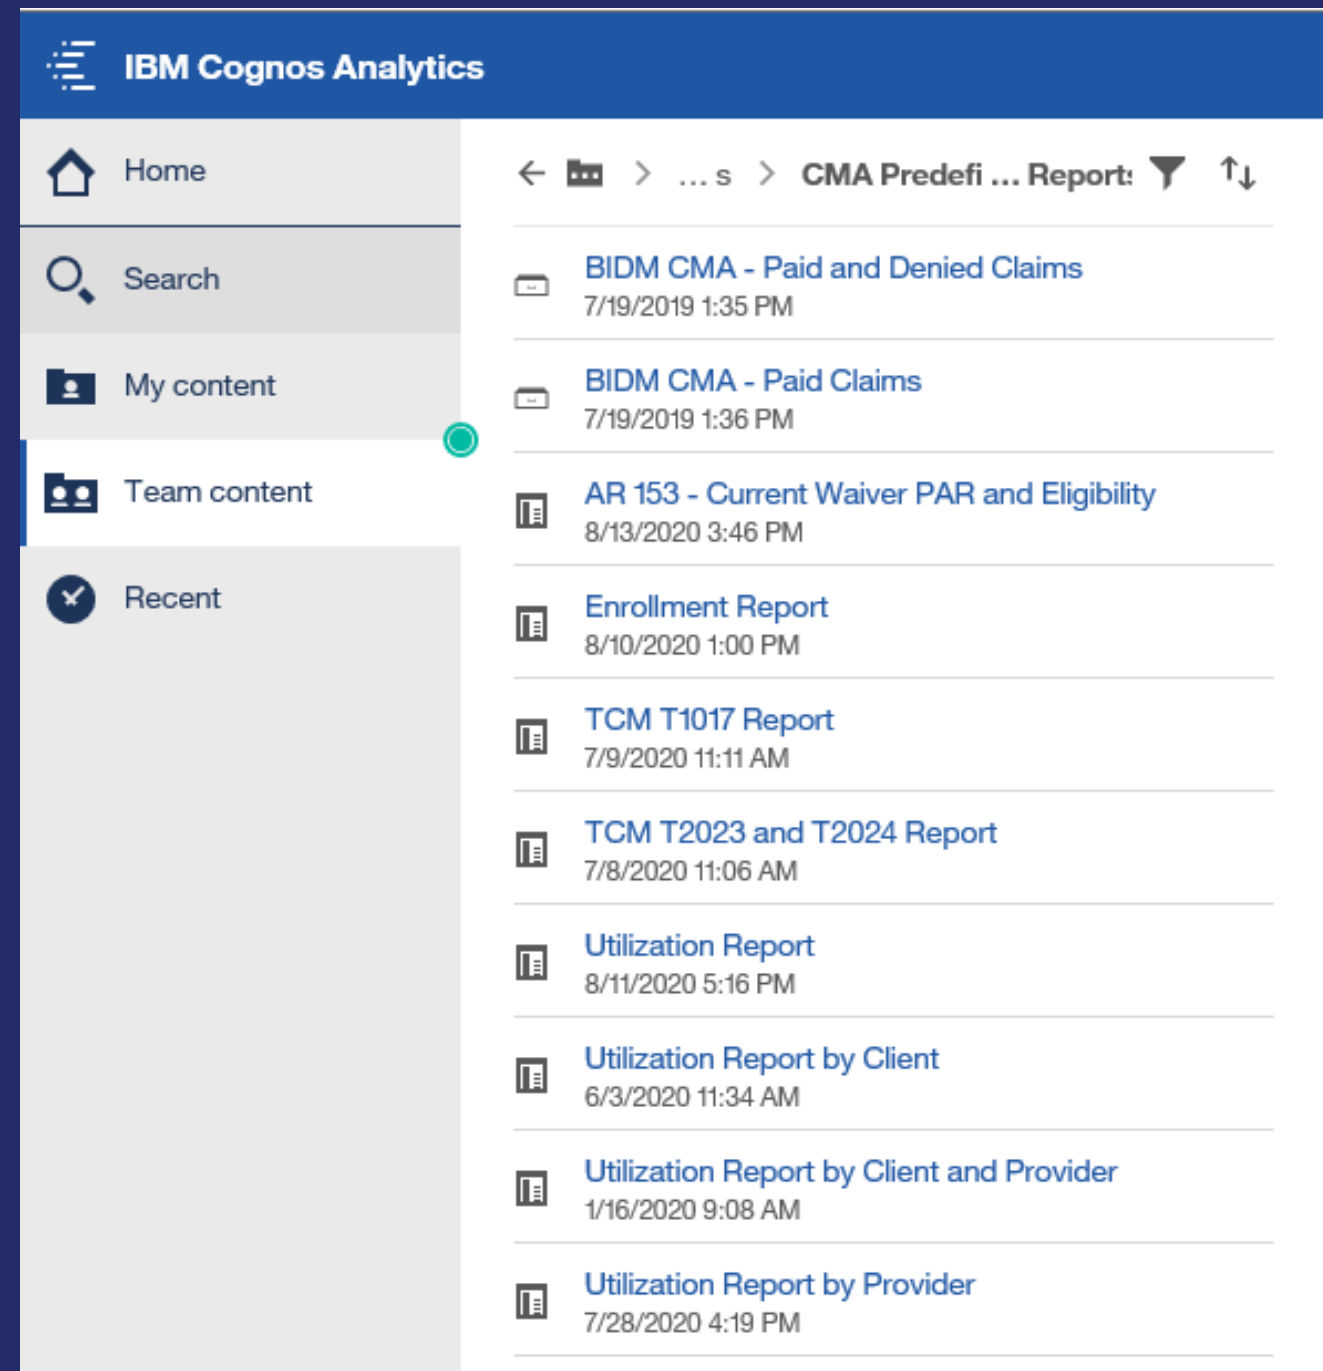 IBM Cognos Analytics
Home
Search
My content
Team content
Recent
... s > CMA Predefi ... Reports
BIDM CMA - Paid and Denied Claims
7/19/2019 1:35 PM
BIDM CMA - Paid Claims
7/19/2019 1:36 PM
AR 153 - Current Waiver PAR and Eligibility
8/13/2020 3:46 PM
Enrollment Report
8/10/2020 1:00 PM
TCM T1017 Report
7/9/2020 11:11 AM
TCM T2023 and T2024 Report
7/8/2020 11:06 AM
Utilization Report
8/11/2020 5:16 PM
Utilization Report by Client
6/3/2020 11:34 AM
Utilization Report by Client and Provider
1/16/2020 9:08 AM
Utilization Report by Provider
7/28/2020 4:19 PM